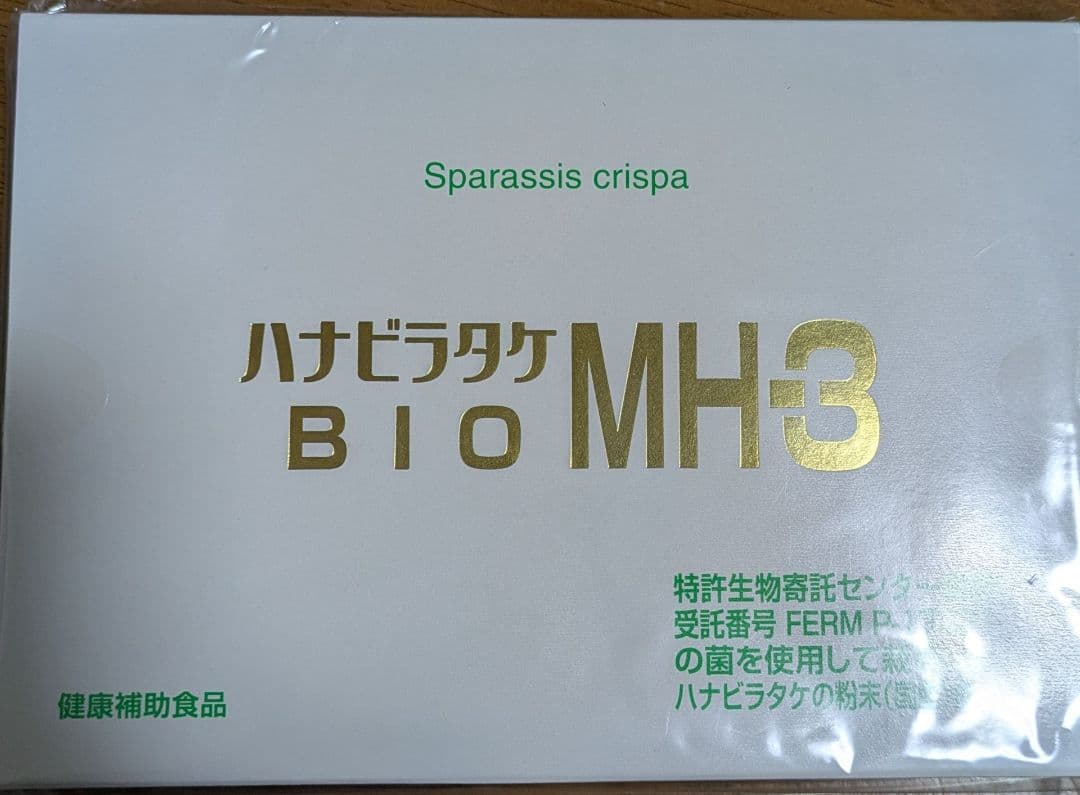 Sparassis crispa
ハナビラタケ
BIO MH-3
特許生物寄託センター
受託番号 FERM P-
の菌を使用して
ハナビラタケの粉末
健康補助食品